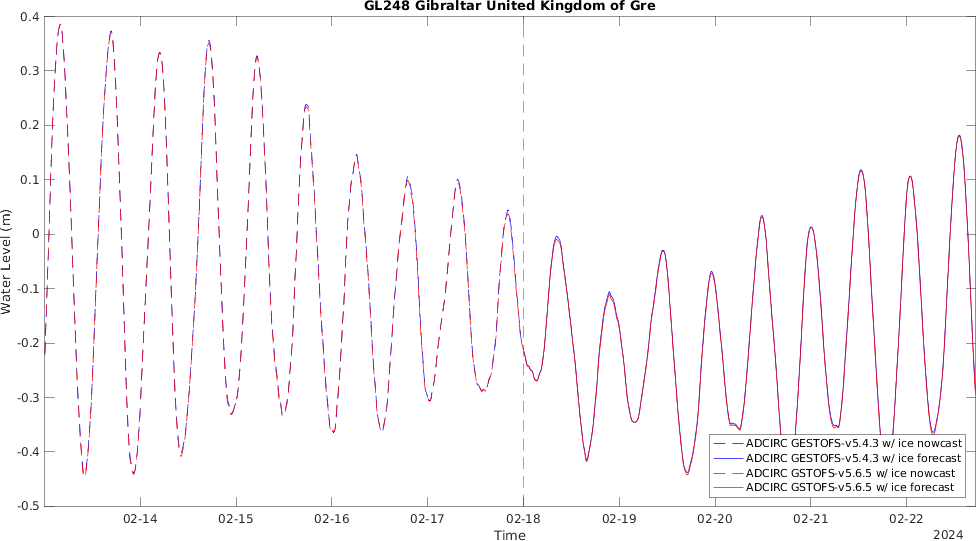 GL248 Gibraltar United Kingdom of Gre
0.4
0.3
0.2
0.1
0
-0.1
-0.2
-0.3
-0.4
-0.5
Water Level (m)
ADCIRC GESTOFS-v5.4.3 w/ ice nowcast
ADCIRC GESTOFS-v5.4.3 w/ ice forecast
ADCIRC GSTOFS-v5.6.5 w/ ice nowcast
ADCIRC GSTOFS-v5.6.5 w/ ice forecast
02-14 02-15 02-16 02-17 02-18 02-19 02-20 02-21 02-22
Time
2024